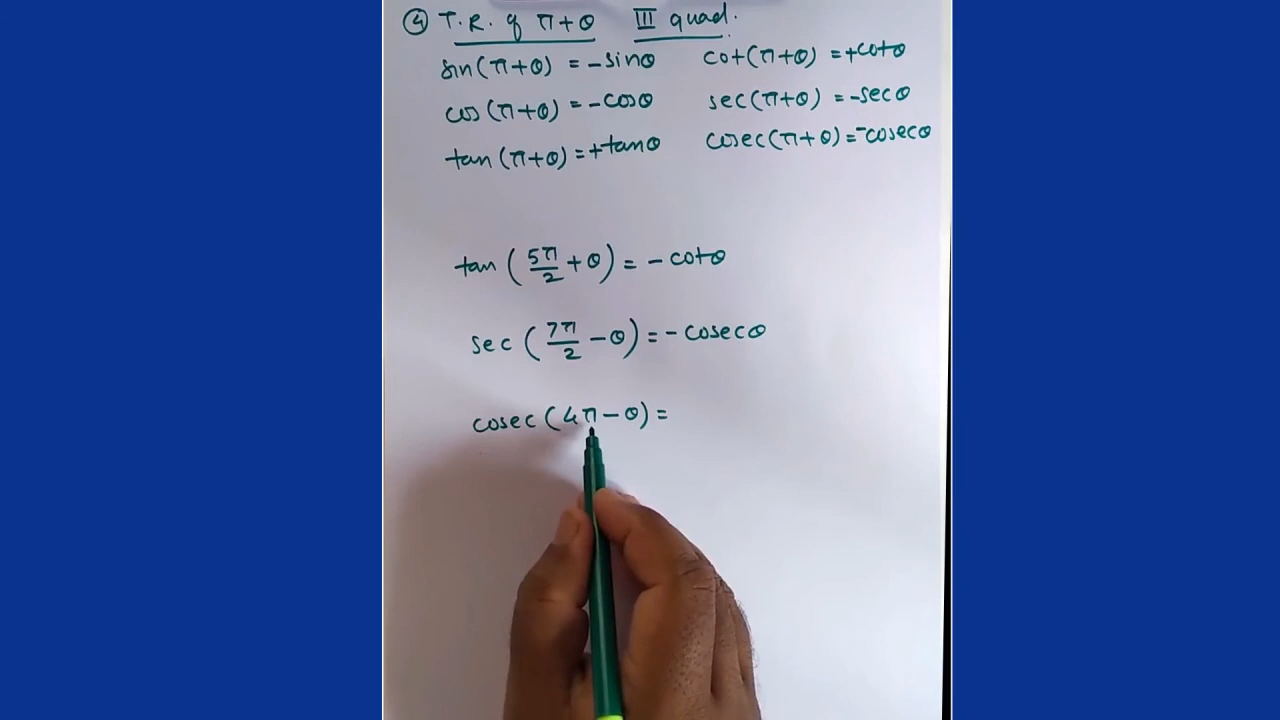 ④ T.R. of π+θ III quad.
sin(π+θ) = -sinθ cot(π+θ) = +cotθ
cos(π+θ) = -cosθ sec(π+θ) = -secθ
tan(π+θ) = +tanθ cosec(π+θ) = -cosecθ
tan(5π/2 + θ) = -cotθ
sec(7π/2 - θ) = -cosecθ
cosec(4π-θ) =